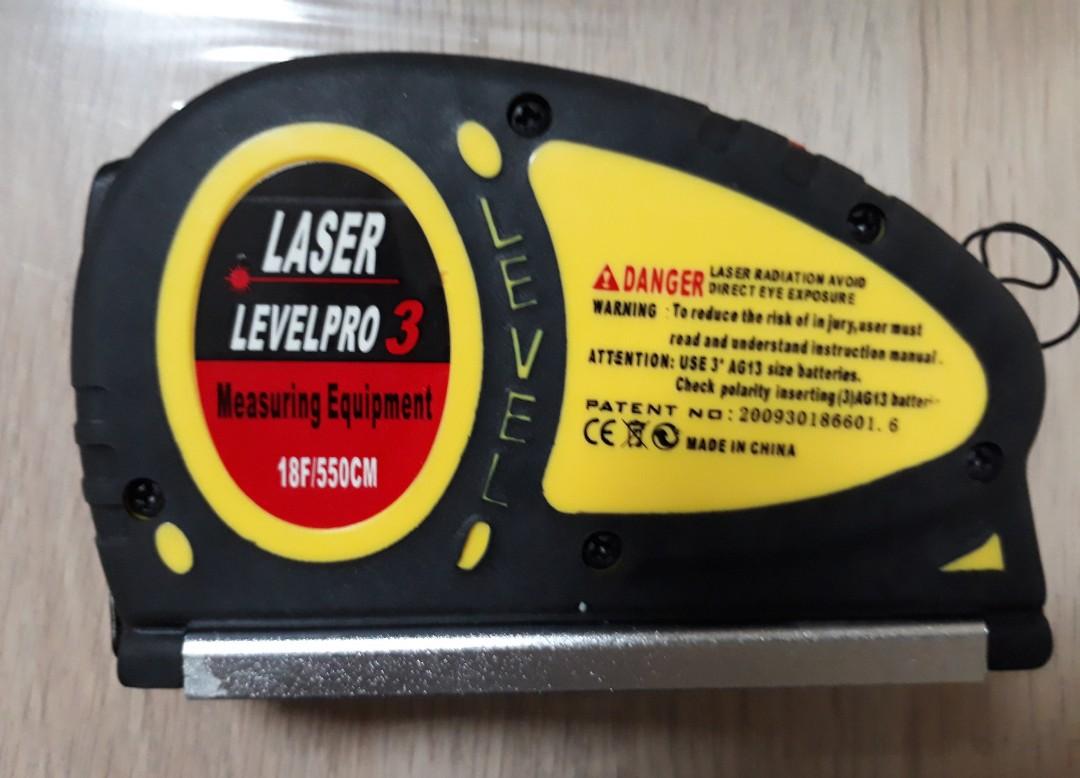 LASER
LEVELPRO 3
Measuring Equipment
18F/550CM
LEVEL
DANGER LASER RADIATION AVOID
DIRECT EYE EXPOSURE
WARNING : To reduce the risk of injury,user must
read and understand instruction manual.
ATTENTION: USE 3* AG13 size batteries.
Check polarity inserting(3)AG13
PATENT NO: 200930186601.6
CE MADE IN CHINA